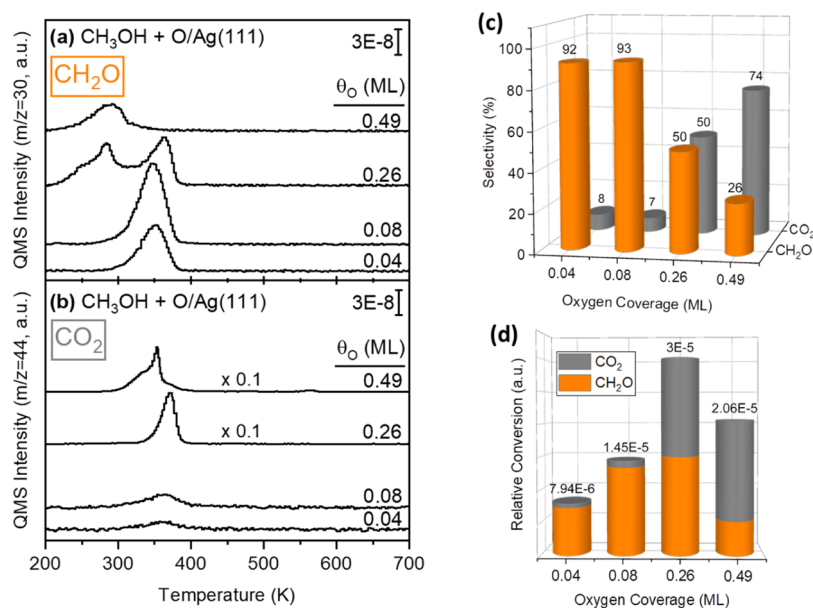 (a) CH₃OH + O/Ag(111)
3E-8
CH₂O
θ_O (ML)
0.49
0.26
0.08
0.04
QMS Intensity (m/z=30, a.u.)
(b) CH₃OH + O/Ag(111)
3E-8
CO₂
θ_O (ML)
x 0.1
0.49
x 0.1
0.26
0.08
0.04
QMS Intensity (m/z=44, a.u.)
200 300 400 500 600 700
Temperature (K)
(c)
100
80
60
40
20
0
Selectivity (%)
92
93
50
26
8
7
50
74
CO₂
CH₂O
0.04 0.08 0.26 0.49
Oxygen Coverage (ML)
(d)
CO₂
CH₂O
7.94E-6
1.45E-5
3E-5
2.06E-5
Relative Conversion (a.u.)
0.04 0.08 0.26 0.49
Oxygen Coverage (ML)